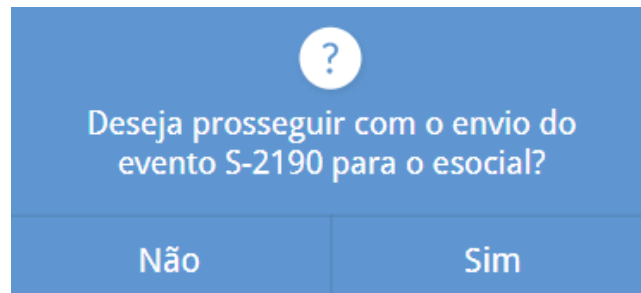 ?
Deseja prosseguir com o envio do
evento S-2190 para o esocial?
Não
Sim